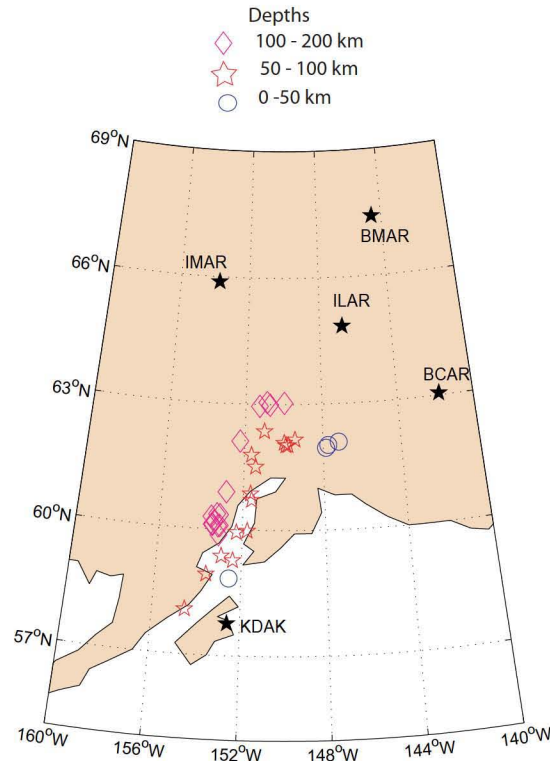 Depths
100 - 200 km
50 - 100 km
0 -50 km
69°N
BMAR
IMAR
66°N
ILAR
BCAR
63°N
60°N
KDAK
57°N
160°W
156°W
152°W
148°W
144°W
140°W